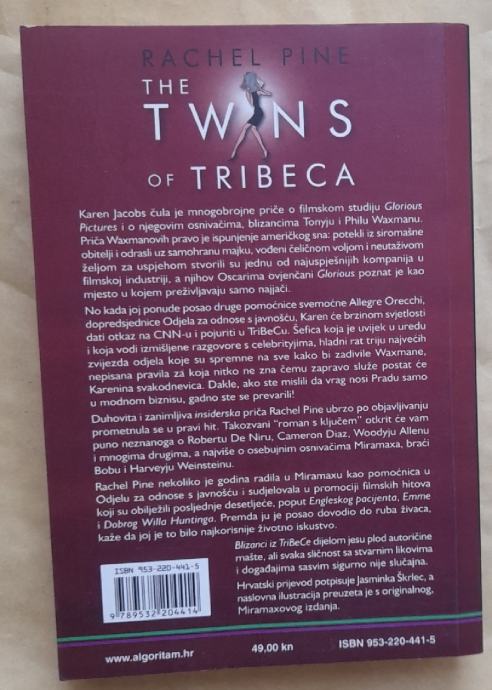 RACHEL PINE
THE
TWINS
OF TRIBECA
Karen Jacobs čula je mnogobrojne priče o filmskom studiju Glorious
Pictures i o njegovim osnivačima, blizancima Tonyju i Philu Waxmanu.
Priča Waxmanovih pravo je ispunjenje američkog sna: potekli iz siromašne
obitelji i odrasli uz samohranu majku, vođeni čeličnom voljom i neutaživom
željom za uspjehom stvorili su jednu od najuspješnijih kompanija u
filmskoj industriji, a njihov Oscarima ovjenčani Glorious poznat je kao
mjesto u kojem preživljavaju samo najjači.
No kada joj ponude posao druge pomoćnice svemoćne Allegre Orecchi,
dopredsjednice Odjela za odnose s javnošću, Karen će brzinom svjetlosti
dati otkaz na CNN-u i pojuriti u TriBeCu. Šefica koja je uvijek u uredu
i koja vodi izmišljene razgovore s celebrityjima, hladni rat triju najvećih
zvijezda odjela koje su spremne na sve kako bi zadivile Waxmane,
nepisana pravila za koja nitko ne zna čemu zapravo služe postat će
Karenina svakodnevica. Dakle, ako ste mislili da vrag nosi Pradu samo
u modnom biznisu, gadno ste se prevarili!
Duhovita i zanimljiva insiderska priča Rachel Pine ubrzo po objavljivanju
prometnula se u pravi hit. Takozvani “roman s ključem” otkrit će vam
puno neznanoga o Robertu De Niru, Cameron Diaz, Woodyju Allenu
i mnogima drugima, a najviše o osebujnim osnivačima Miramaxa, braći
Bobu i Harveyju Weinsteinu.
Rachel Pine nekoliko je godina radila u Miramaxu kao pomoćnica u
Odjelu za odnose s javnošću i sudjelovala u promociji filmskih hitova
koji su obilježili posljednje desetljeće, poput Engleskog pacijenta, Emme
i Dobrog Willa Huntinga. Premda ju je posao dovodio do ruba živaca,
kaže da joj je to bilo najkorisnije životno iskustvo.
Blizanci iz TriBeCe dijelom jesu plod autoričine
mašte, ali svaka sličnost sa stvarnim likovima
i događajima sasvim sigurno nije slučajna.
Hrvatski prijevod potpisuje Jasminka Škrlec, a
naslovna ilustracija preuzeta je s originalnog,
Miramaxovog izdanja.
ISBN 953-220-441-5
9 789532 204414
www.algoritam.hr
49,00 kn
ISBN 953-220-441-5